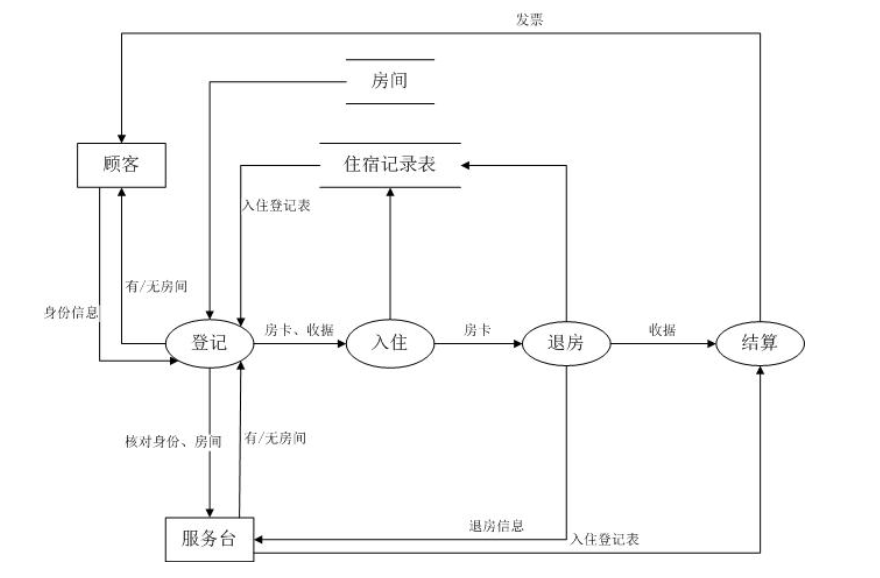 发票
房间
顾客
住宿记录表
入住登记表
有/无房间
身份信息
登记
房卡、收据
入住
房卡
退房
收据
结算
核对身份、房间
有/无房间
退房信息
服务台
入住登记表